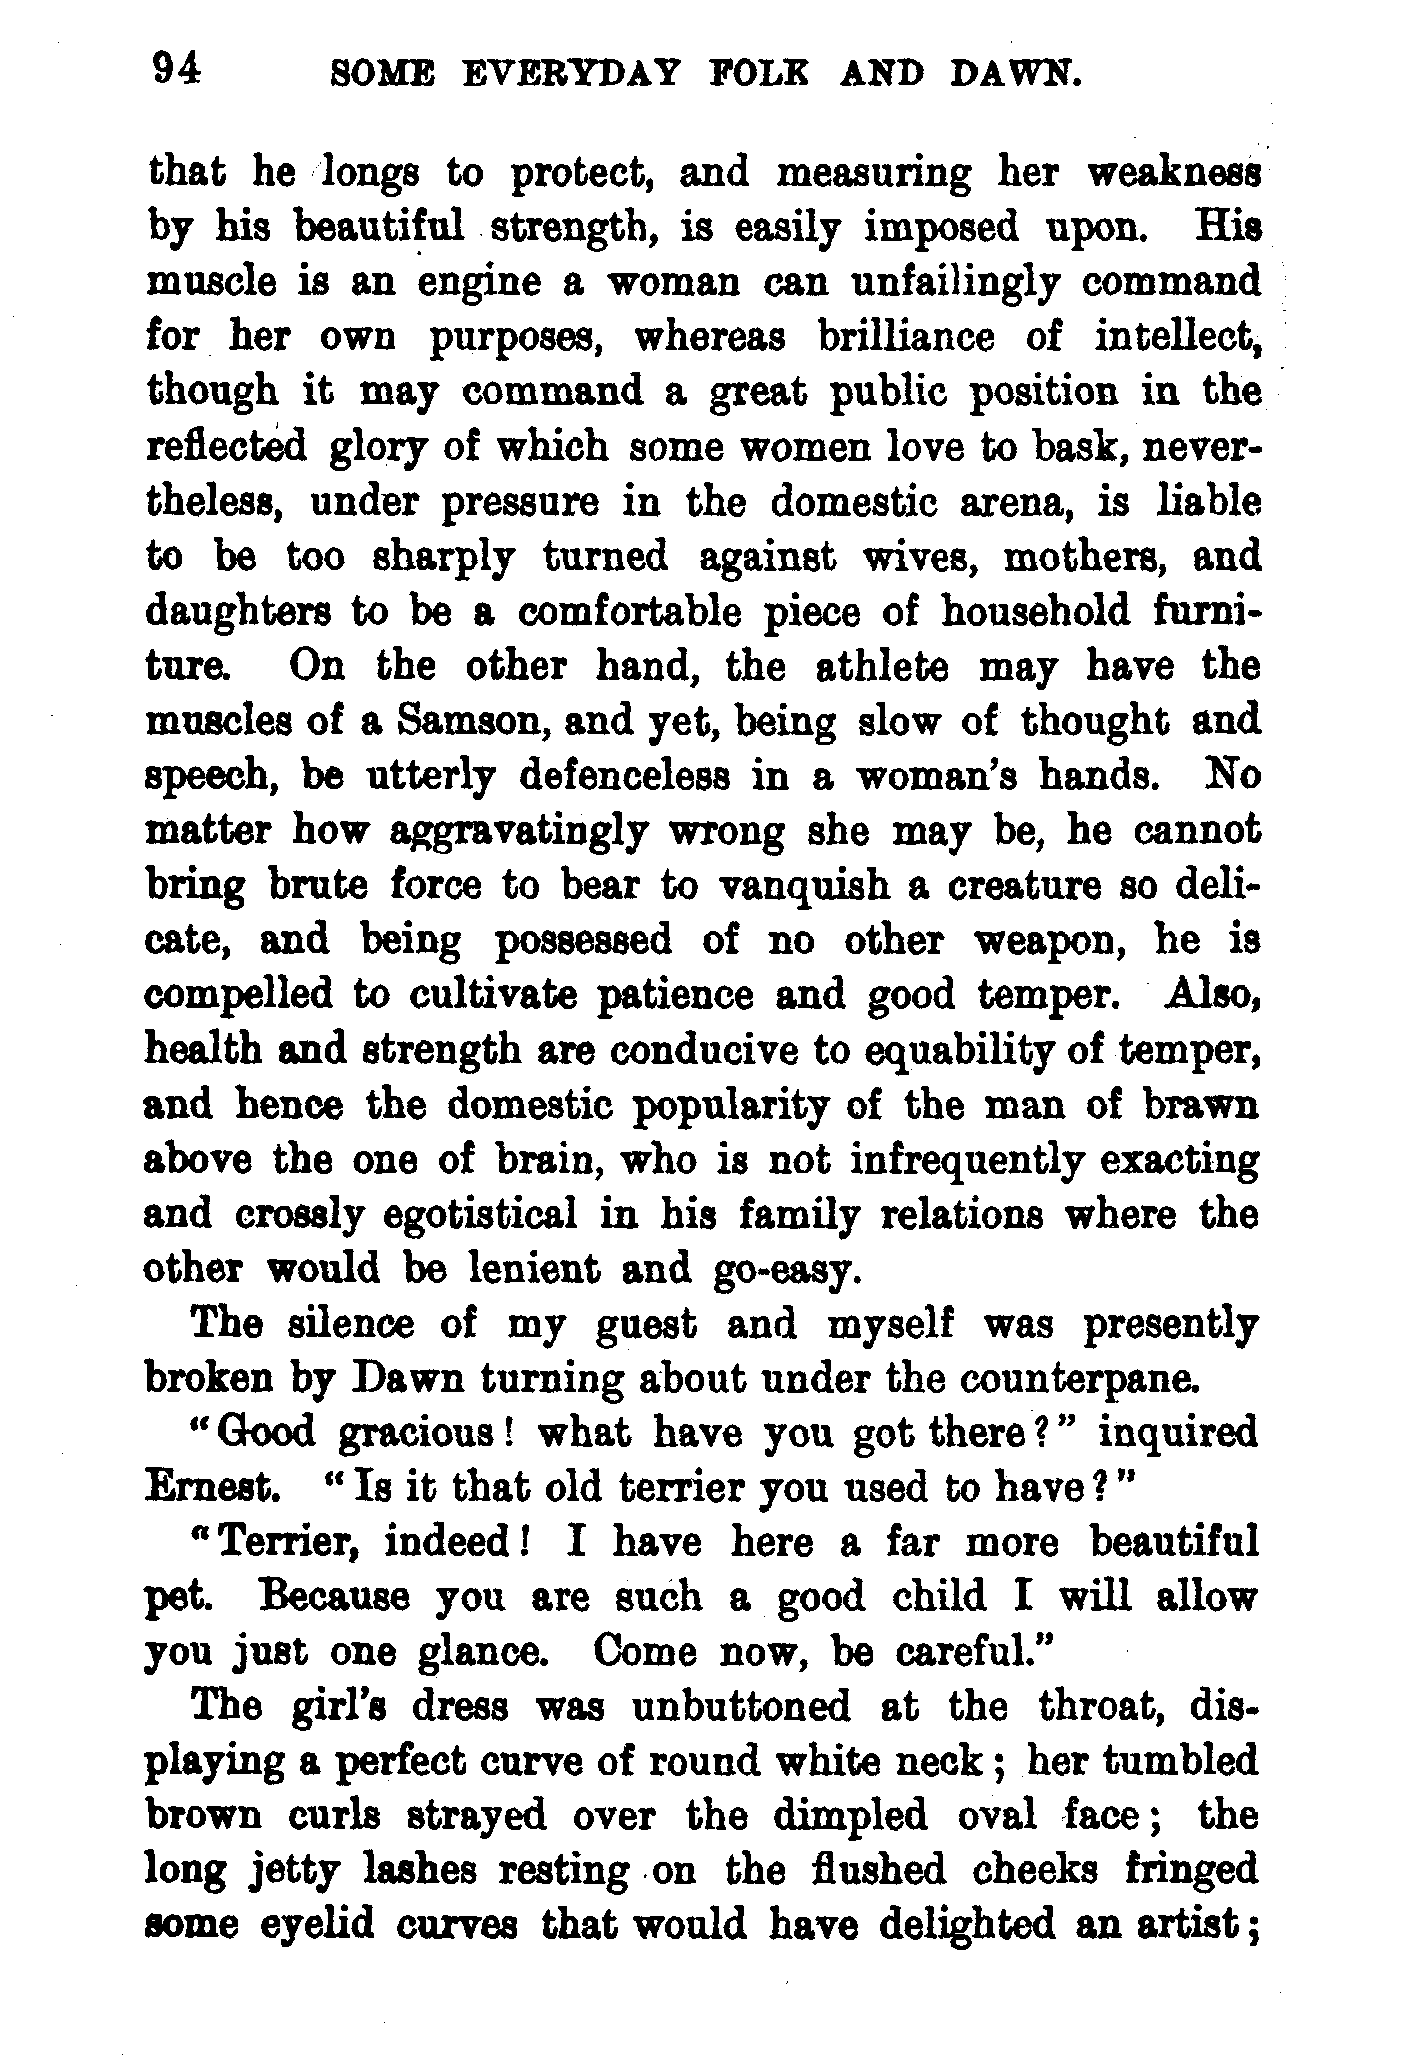 94 SOME EVERYDAY FOLK AND DAWN.
that he longs to protect, and measuring her weakness
by his beautiful strength, is easily imposed upon. His
muscle is an engine a woman can unfailingly command
for her own purposes, whereas brilliance of intellect,
though it may command a great public position in the
reflected glory of which some women love to bask, never-
theless, under pressure in the domestic arena, is liable
to be too sharply turned against wives, mothers, and
daughters to be a comfortable piece of household furni-
ture. On the other hand, the athlete may have the
muscles of a Samson, and yet, being slow of thought and
speech, be utterly defenceless in a woman's hands. No
matter how aggravatingly wrong she may be, he cannot
bring brute force to bear to vanquish a creature so deli-
cate, and being possessed of no other weapon, he is
compelled to cultivate patience and good temper. Also,
health and strength are conducive to equability of temper,
and hence the domestic popularity of the man of brawn
above the one of brain, who is not infrequently exacting
and crossly egotistical in his family relations where the
other would be lenient and go-easy.
The silence of my guest and myself was presently
broken by Dawn turning about under the counterpane.
"Good gracious! what have you got there?" inquired
Ernest. "Is it that old terrier you used to have?"
"Terrier, indeed! I have here a far more beautiful
pet. Because you are such a good child I will allow
you just one glance. Come now, be careful."
The girl's dress was unbuttoned at the throat, dis-
playing a perfect curve of round white neck; her tumbled
brown curls strayed over the dimpled oval face; the
long jetty lashes resting on the flushed cheeks fringed
some eyelid curves that would have delighted an artist;